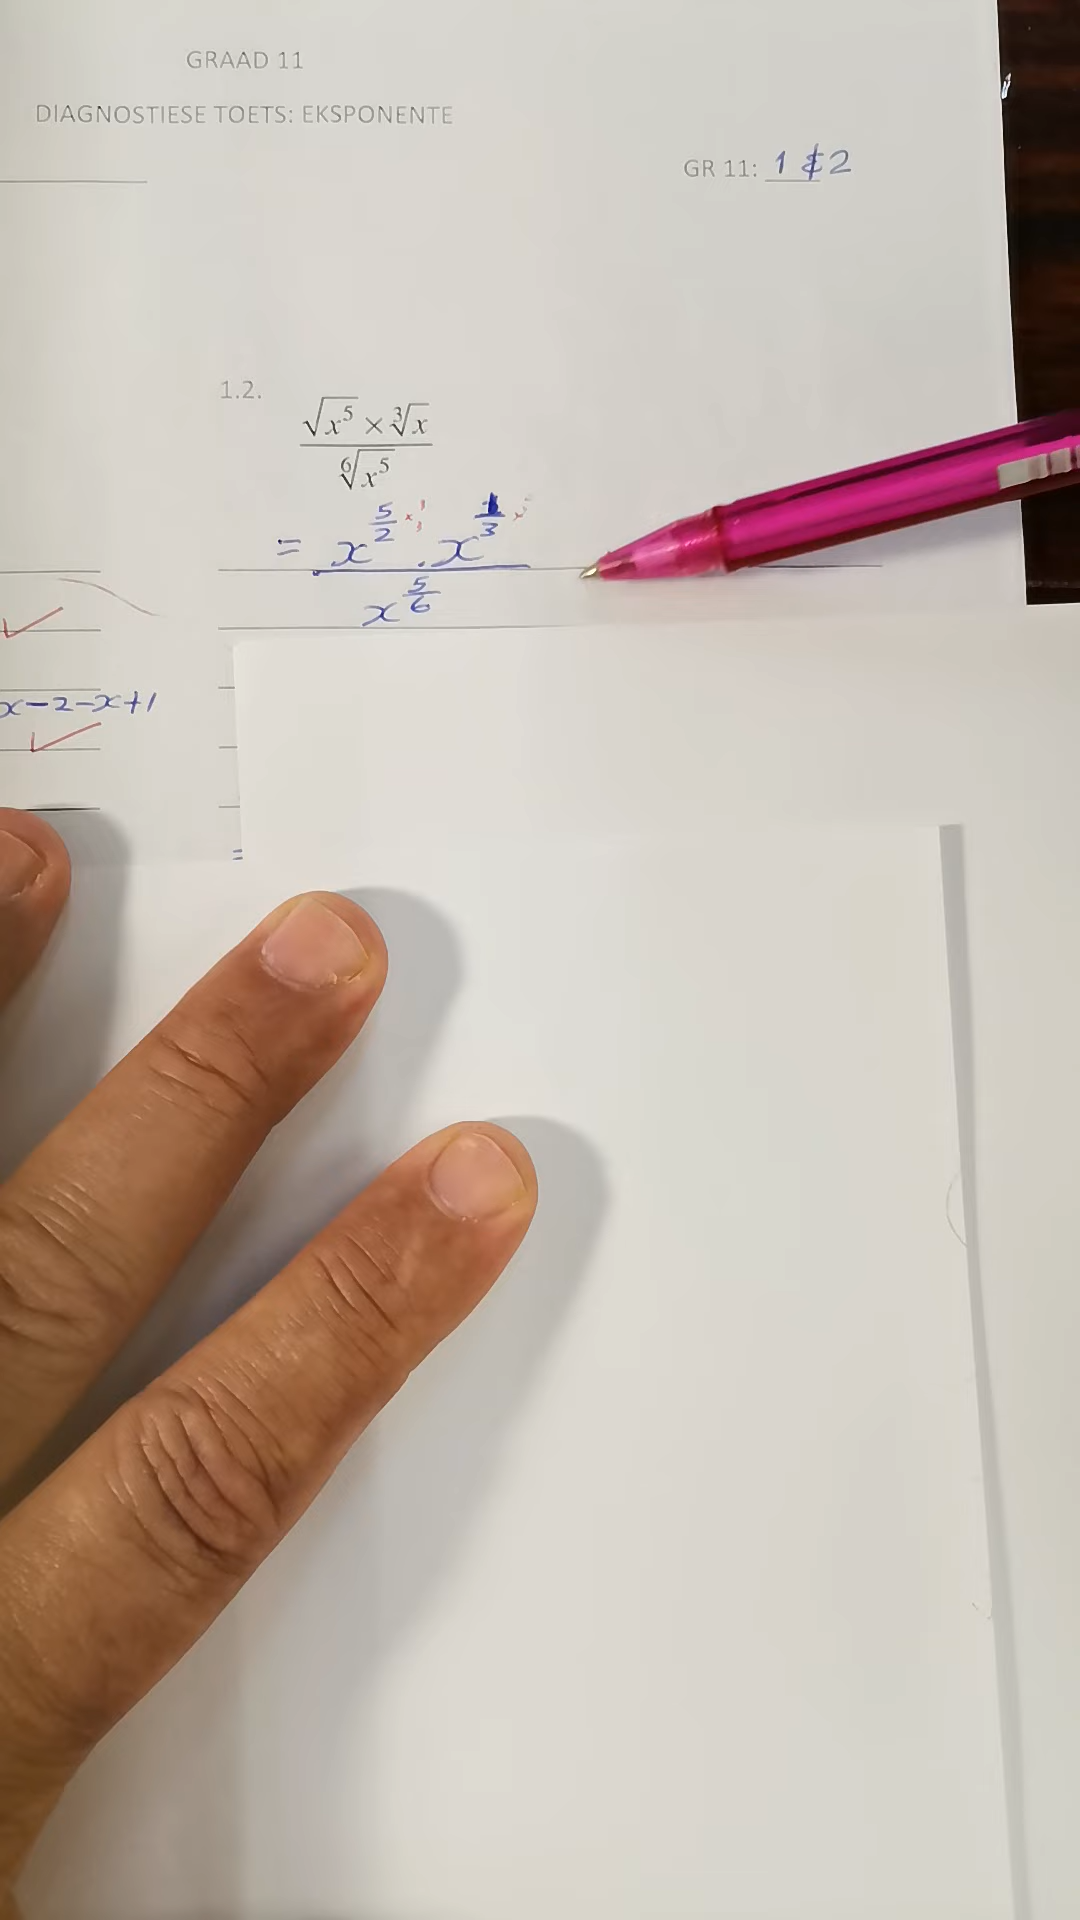 GRAAD 11
DIAGNOSTIESE TOETS: EKSPONENTE
GR 11: 1 & 2
1.2.
√x⁵ × ³√x
⁶√x⁵
= x^(5/2) . x^(1/3)
x^(5/6)
x-2-x+1
=